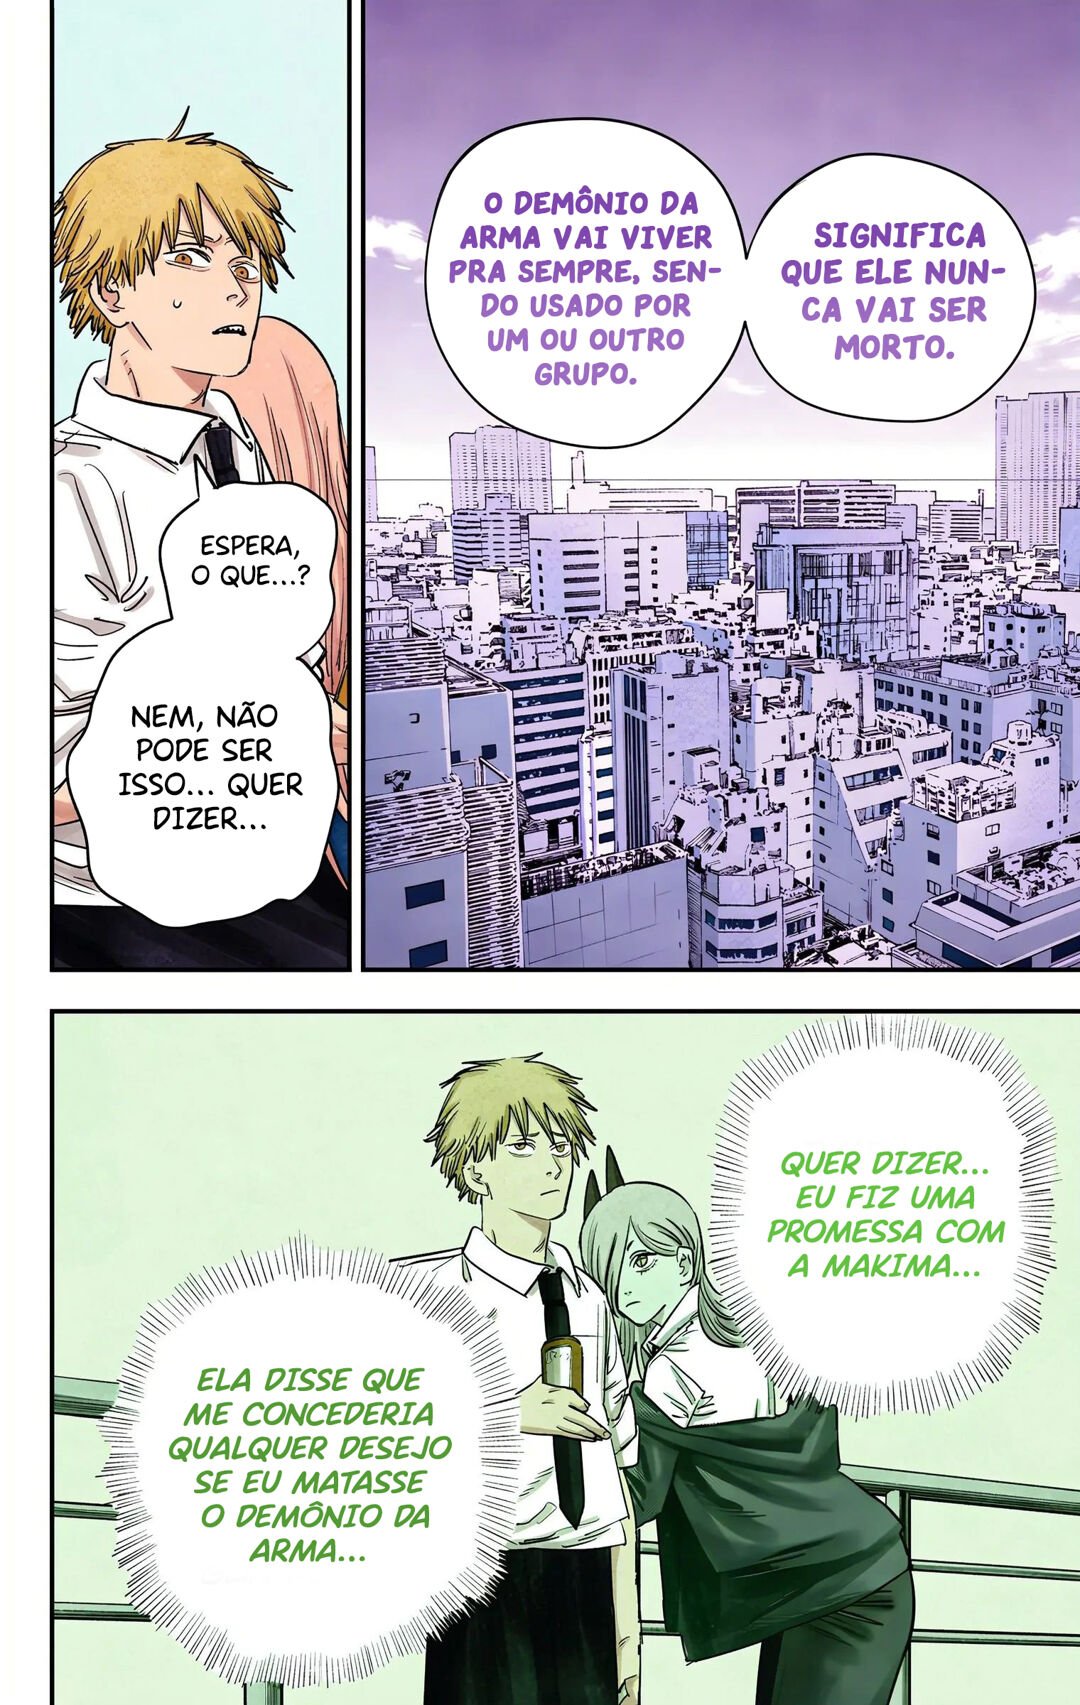 SIGNIFICA
QUE ELE NUN-
CA VAI SER
MORTO.
O DEMÔNIO DA
ARMA VAI VIVER
PRA SEMPRE, SEN-
DO USADO POR
UM OU OUTRO
GRUPO.
ESPERA,
O QUE...?
NEM, NÃO
PODE SER
ISSO... QUER
DIZER...
QUER DIZER...
EU FIZ UMA
PROMESSA COM
A MAKIMA...
ELA DISSE QUE
ME CONCEDERIA
QUALQUER DESEJO
SE EU MATASSE
O DEMÔNIO DA
ARMA...